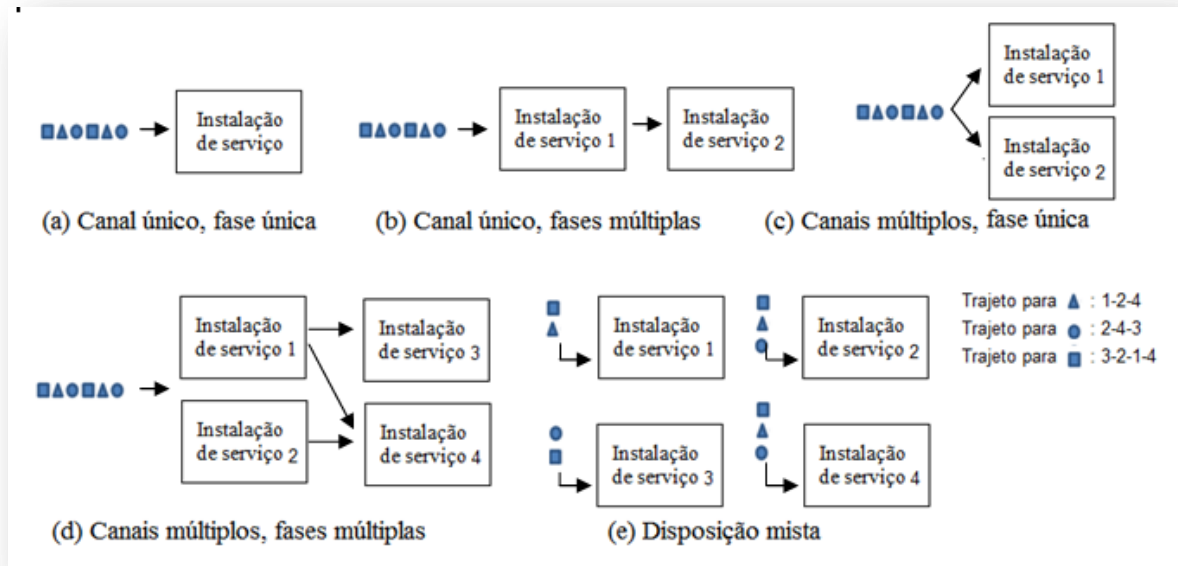 Instalação
de serviço
(a) Canal único, fase única
Instalação
de serviço 1
Instalação
de serviço 2
(b) Canal único, fases múltiplas
Instalação
de serviço 1
Instalação
de serviço 2
(c) Canais múltiplos, fase única
Instalação
de serviço 1
Instalação
de serviço 3
Instalação
de serviço 2
Instalação
de serviço 4
(d) Canais múltiplos, fases múltiplas
Instalação
de serviço 1
Instalação
de serviço 2
Instalação
de serviço 3
Instalação
de serviço 4
(e) Disposição mista
Trajeto para : 1-2-4
Trajeto para : 2-4-3
Trajeto para : 3-2-1-4